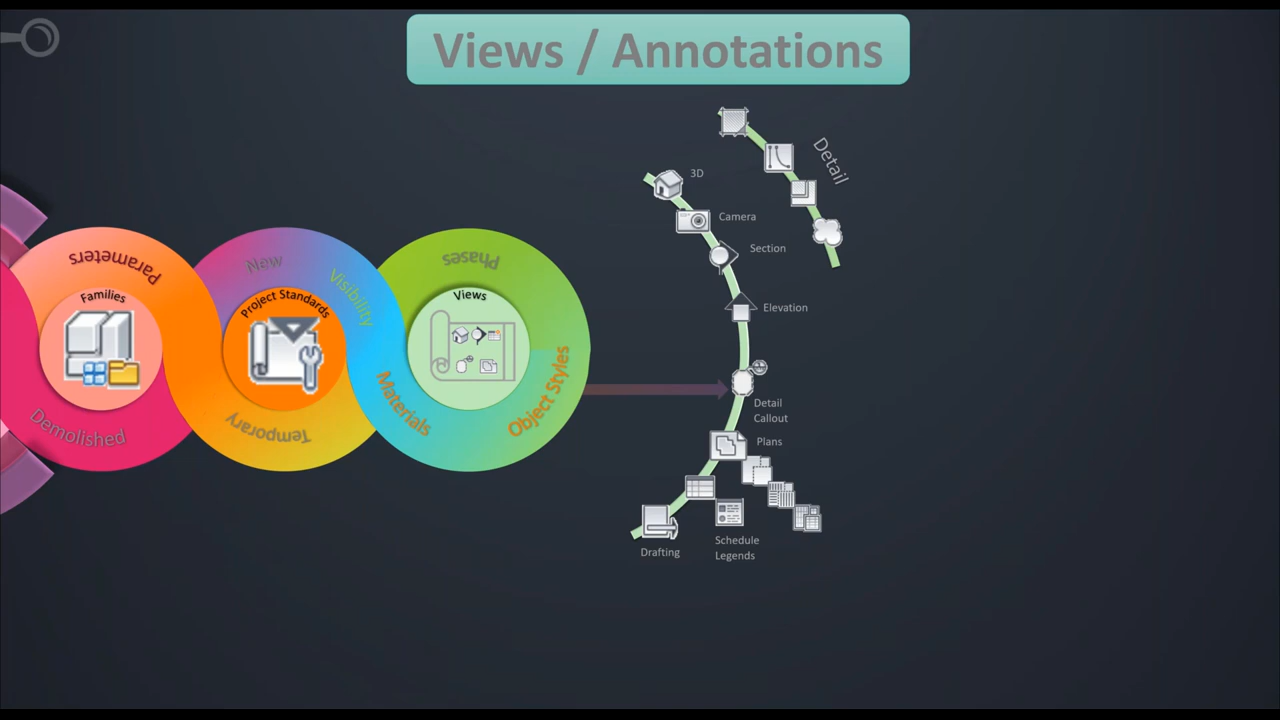 Views / Annotations
Detail
3D
Camera
Section
Elevation
Detail
Callout
Plans
Schedule
Legends
Drafting
Parameters
Families
Demolished
New
Visibility
Project Standards
Temporary
Materials
Phases
Views
Object Styles